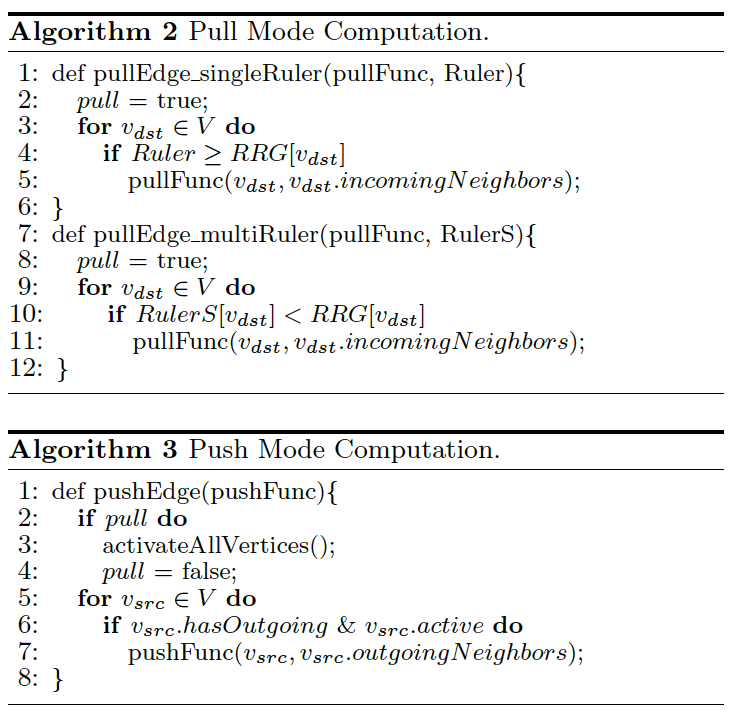 Algorithm 2 Pull Mode Computation.
1: def pullEdge_singleRuler(pullFunc, Ruler){
2: pull = true;
3: for v_dst ∈ V do
4: if Ruler ≥ RRG[v_dst]
5: pullFunc(v_dst, v_dst.incomingNeighbors);
6: }
7: def pullEdge_multiRuler(pullFunc, RulerS){
8: pull = true;
9: for v_dst ∈ V do
10: if RulerS[v_dst] < RRG[v_dst]
11: pullFunc(v_dst, v_dst.incomingNeighbors);
12: }
Algorithm 3 Push Mode Computation.
1: def pushEdge(pushFunc){
2: if pull do
3: activateAllVertices();
4: pull = false;
5: for v_src ∈ V do
6: if v_src.hasOutgoing & v_src.active do
7: pushFunc(v_src, v_src.outgoingNeighbors);
8: }